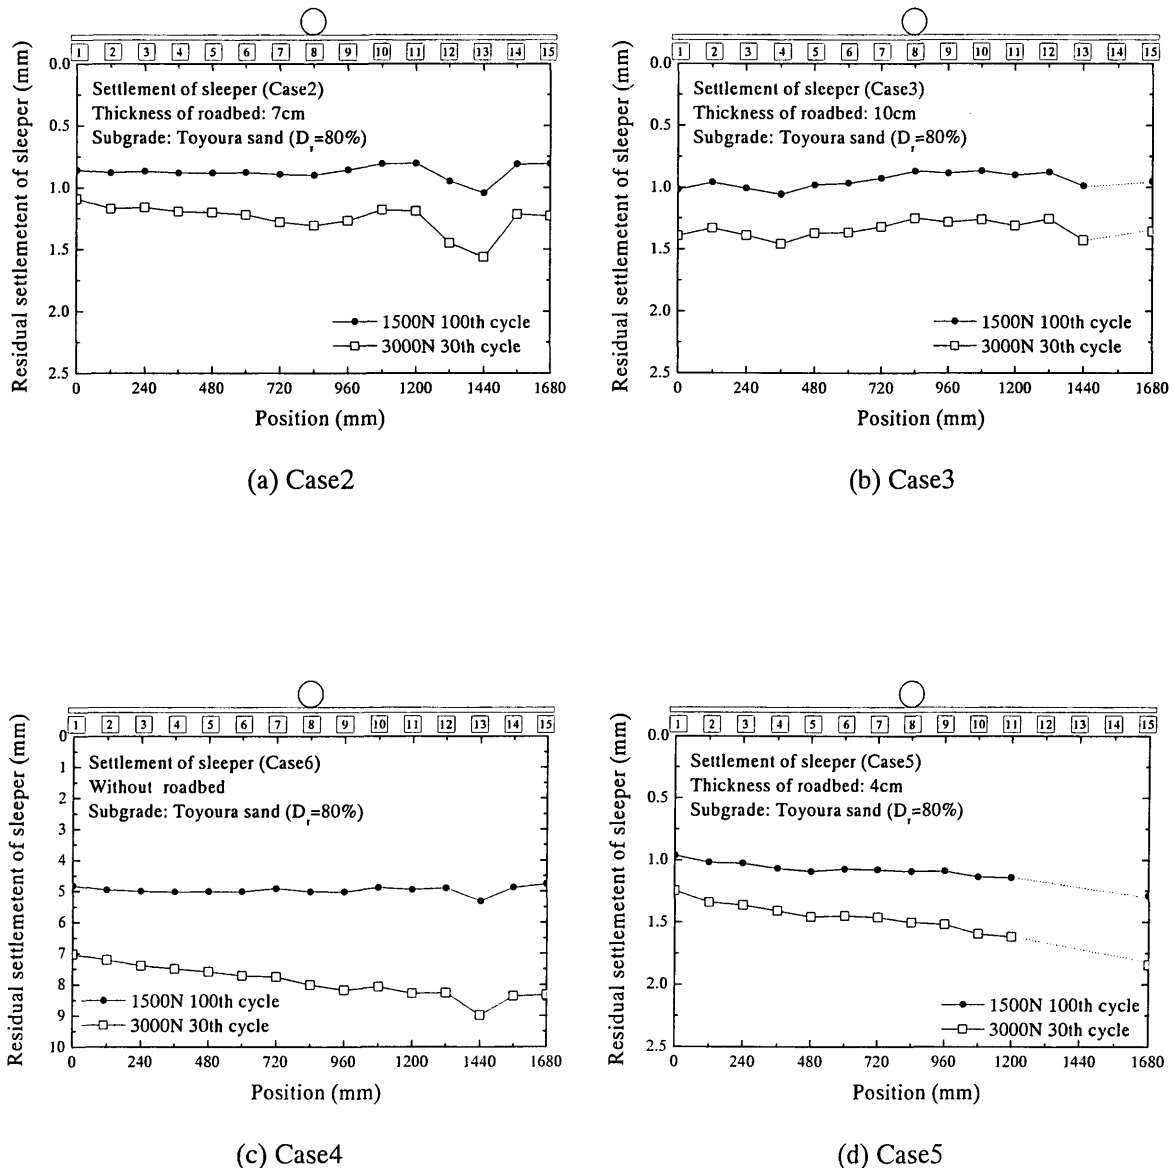 1 2 3 4 5 6 7 8 9 10 11 12 13 14 15
0.0
0.5
1.0
1.5
2.0
2.5
Residual settlemetent of sleeper (mm)
Settlement of sleeper (Case2)
Thickness of roadbed: 7cm
Subgrade: Toyoura sand (Dr=80%)
1500N 100th cycle
3000N 30th cycle
0 240 480 720 960 1200 1440 1680
Position (mm)
(a) Case2
1 2 3 4 5 6 7 8 9 10 11 12 13 15
0.0
0.5
1.0
1.5
2.0
2.5
Residual settlemetent of sleeper (mm)
Settlement of sleeper (Case3)
Thickness of roadbed: 10cm
Subgrade: Toyoura sand (Dr=80%)
1500N 100th cycle
3000N 30th cycle
0 240 480 720 960 1200 1440 1680
Position (mm)
(b) Case3
1 2 3 4 5 6 7 8 9 10 11 12 13 14 15
0
1
2
3
4
5
6
7
8
9
10
Residual settlemetent of sleeper (mm)
Settlement of sleeper (Case6)
Without roadbed
Subgrade: Toyoura sand (Dr=80%)
1500N 100th cycle
3000N 30th cycle
0 240 480 720 960 1200 1440 1680
Position (mm)
(c) Case4
1 2 3 4 5 6 7 8 9 10 11 12 13 14 15
0.0
0.5
1.0
1.5
2.0
2.5
Residual settlemetent of sleeper (mm)
Settlement of sleeper (Case5)
Thickness of roadbed: 4cm
Subgrade: Toyoura sand (Dr=80%)
1500N 100th cycle
3000N 30th cycle
0 240 480 720 960 1200 1440 1680
Position (mm)
(d) Case5